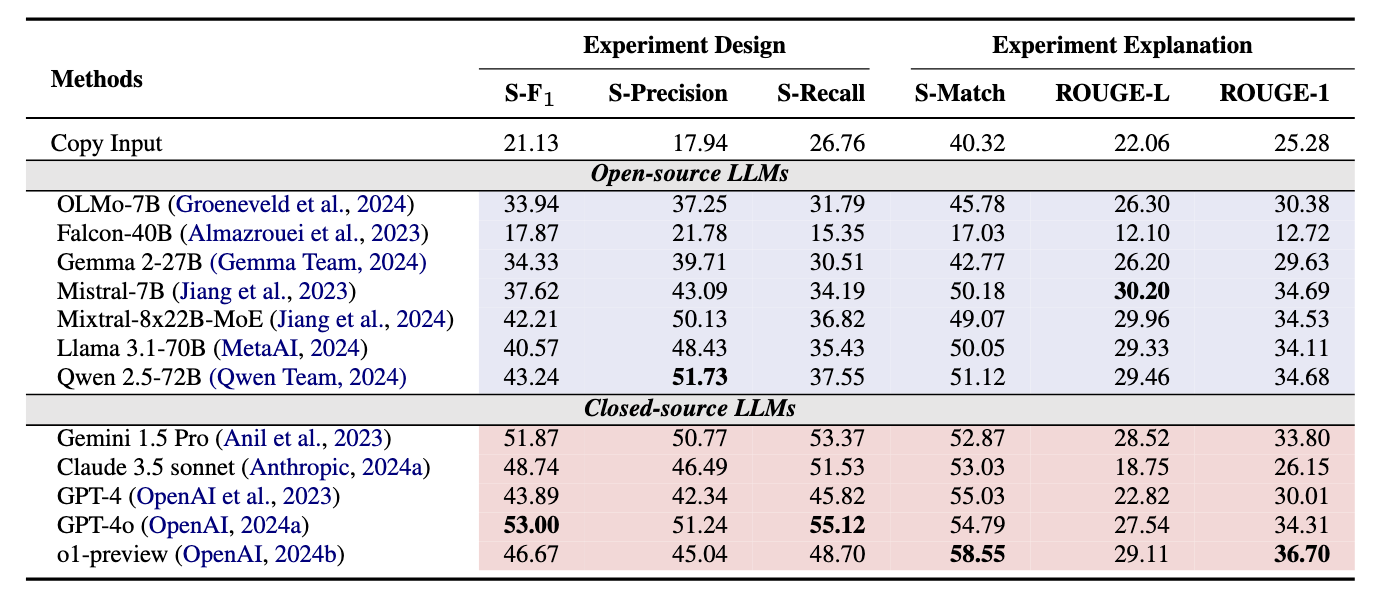 Experiment Design Experiment Explanation
Methods
S-F1 S-Precision S-Recall S-Match ROUGE-L ROUGE-1
Copy Input 21.13 17.94 26.76 40.32 22.06 25.28
Open-source LLMs
OLMo-7B (Groeneveld et al., 2024) 33.94 37.25 31.79 45.78 26.30 30.38
Falcon-40B (Almazrouei et al., 2023) 17.87 21.78 15.35 17.03 12.10 12.72
Gemma 2-27B (Gemma Team, 2024) 34.33 39.71 30.51 42.77 26.20 29.63
Mistral-7B (Jiang et al., 2023) 37.62 43.09 34.19 50.18 30.20 34.69
Mixtral-8x22B-MoE (Jiang et al., 2024) 42.21 50.13 36.82 49.07 29.96 34.53
Llama 3.1-70B (MetaAI, 2024) 40.57 48.43 35.43 50.05 29.33 34.11
Qwen 2.5-72B (Qwen Team, 2024) 43.24 51.73 37.55 51.12 29.46 34.68
Closed-source LLMs
Gemini 1.5 Pro (Anil et al., 2023) 51.87 50.77 53.37 52.87 28.52 33.80
Claude 3.5 sonnet (Anthropic, 2024a) 48.74 46.49 51.53 53.03 18.75 26.15
GPT-4 (OpenAI et al., 2023) 43.89 42.34 45.82 55.03 22.82 30.01
GPT-4o (OpenAI, 2024a) 53.00 51.24 55.12 54.79 27.54 34.31
o1-preview (OpenAI, 2024b) 46.67 45.04 48.70 58.55 29.11 36.70